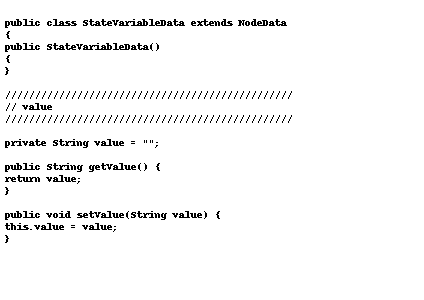 public class StateVariableData extends NodeData
{
public StateVariableData()
{
}
////////////////////////////////////////////////
// value
////////////////////////////////////////////////
private String value = "";
public String getValue() {
return value;
}
public void setValue(String value) {
this.value = value;
}